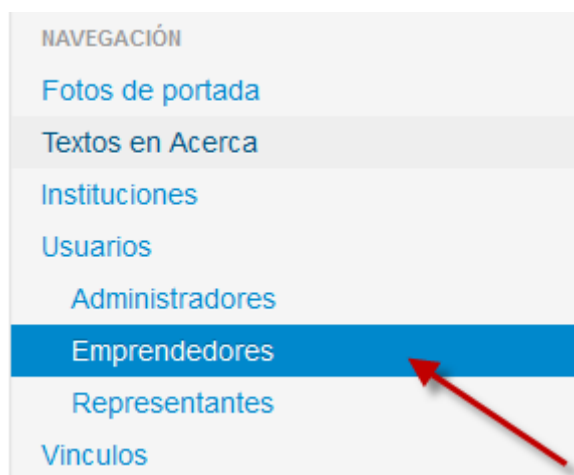 NAVEGACIÓN
Fotos de portada
Textos en Acerca
Instituciones
Usuarios
Administradores
Emprendedores
Representantes
Vinculos